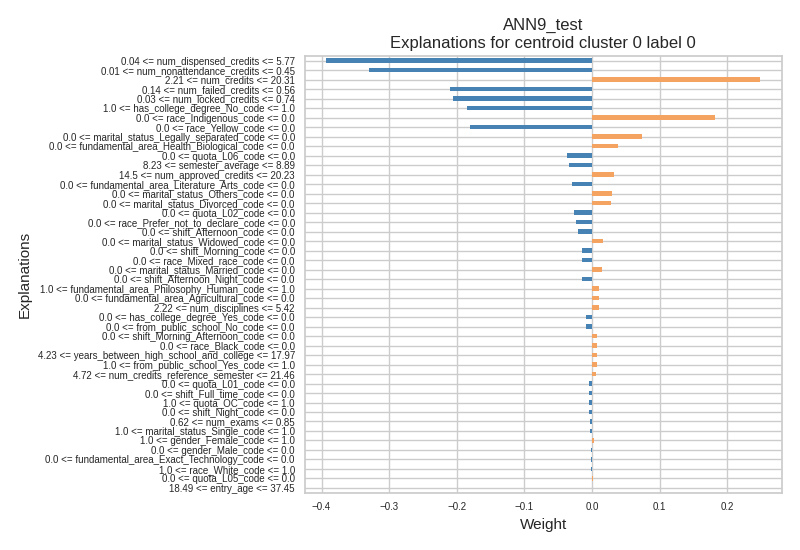 ANN9_test
Explanations for centroid cluster 0 label 0
0.04 <= num_dispensed_credits <= 5.77
0.01 <= num_nonattendance_credits <= 0.45
2.21 <= num_credits <= 20.31
0.14 <= num_failed_credits <= 0.56
0.03 <= num_locked_credits <= 0.74
1.0 <= has_college_degree_No_code <= 1.0
0.0 <= race_Indigenous_code <= 0.0
0.0 <= race_Yellow_code <= 0.0
0.0 <= marital_status_Legally_separated_code <= 0.0
0.0 <= fundamental_area_Health_Biological_code <= 0.0
0.0 <= quota_L06_code <= 0.0
8.23 <= semester_average <= 8.89
14.5 <= num_approved_credits <= 20.23
0.0 <= fundamental_area_Literature_Arts_code <= 0.0
0.0 <= marital_status_Others_code <= 0.0
0.0 <= marital_status_Divorced_code <= 0.0
0.0 <= quota_L02_code <= 0.0
0.0 <= race_Prefer_not_to_declare_code <= 0.0
0.0 <= shift_Afternoon_code <= 0.0
0.0 <= marital_status_Widowed_code <= 0.0
0.0 <= shift_Morning_code <= 0.0
0.0 <= race_Mixed_race_code <= 0.0
0.0 <= marital_status_Married_code <= 0.0
0.0 <= shift_Afternoon_Night_code <= 0.0
1.0 <= fundamental_area_Philosophy_Human_code <= 1.0
0.0 <= fundamental_area_Agricultural_code <= 0.0
2.22 <= num_disciplines <= 5.42
0.0 <= has_college_degree_Yes_code <= 0.0
0.0 <= from_public_school_No_code <= 0.0
0.0 <= shift_Morning_Afternoon_code <= 0.0
0.0 <= race_Black_code <= 0.0
4.23 <= years_between_high_school_and_college <= 17.97
1.0 <= from_public_school_Yes_code <= 1.0
4.72 <= num_credits_reference_semester <= 21.46
0.0 <= quota_L01_code <= 0.0
0.0 <= shift_Full_time_code <= 0.0
1.0 <= quota_OC_code <= 1.0
0.0 <= shift_Night_code <= 0.0
0.62 <= num_exams <= 0.85
1.0 <= marital_status_Single_code <= 1.0
1.0 <= gender_Female_code <= 1.0
0.0 <= gender_Male_code <= 0.0
0.0 <= fundamental_area_Exact_Technology_code <= 0.0
1.0 <= race_White_code <= 1.0
0.0 <= quota_L05_code <= 0.0
18.49 <= entry_age <= 37.45
Explanations
−0.4 −0.3 −0.2 −0.1 0.0 0.1 0.2
Weight